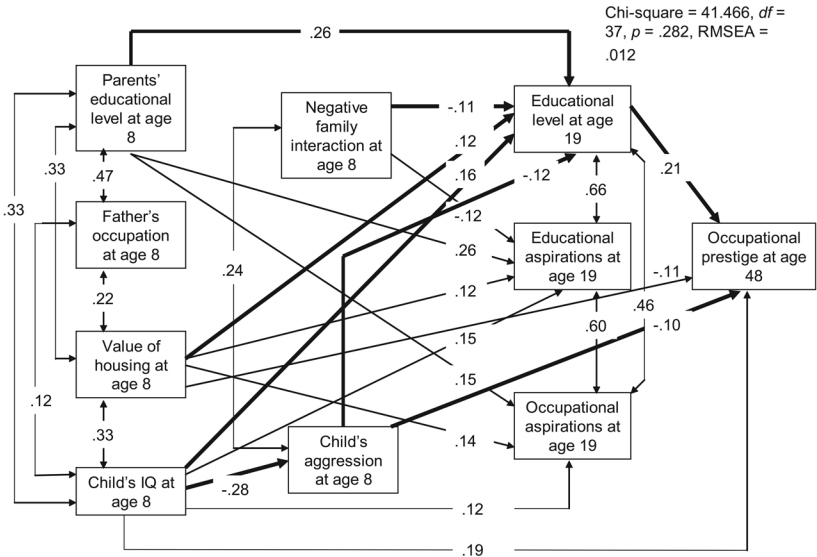 Chi-square = 41.466, df =
37, p = .282, RMSEA =
.012
.26
Parents'
educational
level at age
8
Negative
family
interaction at
age 8
-.11
Educational
level at age
19
.12
.33
.16
-.12
.21
.47
.66
.33
Father's
occupation
at age 8
-.12
Educational
aspirations at
age 19
Occupational
prestige at age
48
.26
.24
-.11
.22
.12
.46
.60
-.10
Value of
housing at
age 8
.15
.15
.12
Occupational
aspirations at
age 19
.33
.14
Child's
aggression
at age 8
Child's IQ at
age 8
-.28
.12
.19